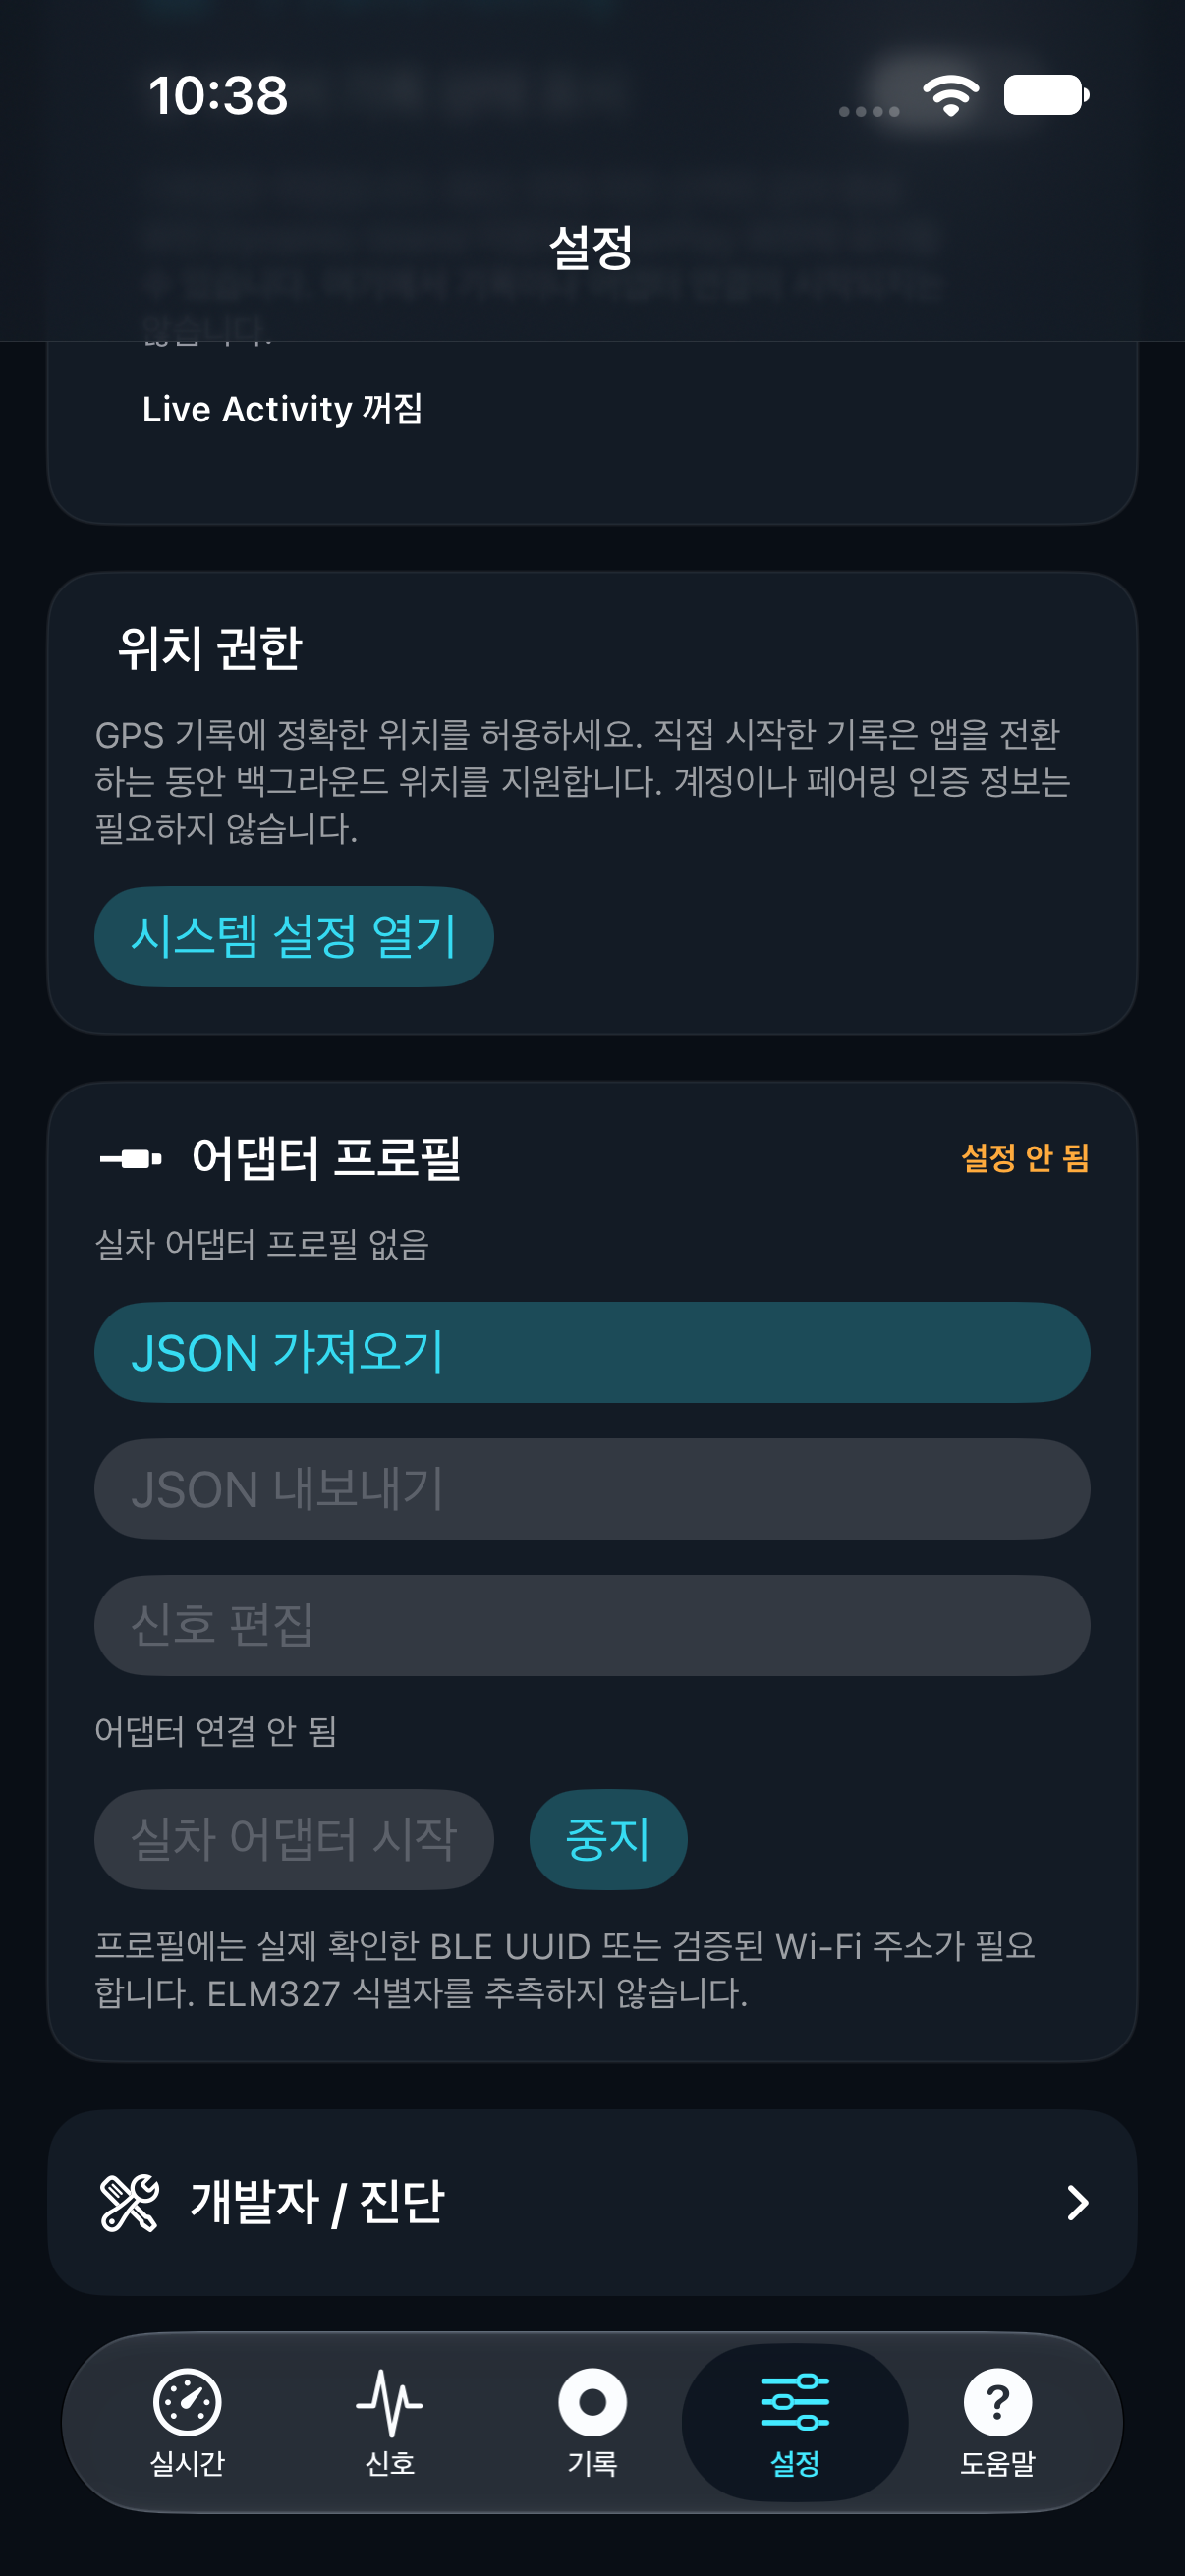 10:38
설정
않습니다.
Live Activity 꺼짐
위치 권한
GPS 기록에 정확한 위치를 허용하세요. 직접 시작한 기록은 앱을 전환
하는 동안 백그라운드 위치를 지원합니다. 계정이나 페어링 인증 정보는
필요하지 않습니다.
시스템 설정 열기
어댑터 프로필
설정 안 됨
실차 어댑터 프로필 없음
JSON 가져오기
JSON 내보내기
신호 편집
어댑터 연결 안 됨
실차 어댑터 시작
중지
프로필에는 실제 확인한 BLE UUID 또는 검증된 Wi-Fi 주소가 필요
합니다. ELM327 식별자를 추측하지 않습니다.
개발자 / 진단
실시간
신호
기록
설정
도움말